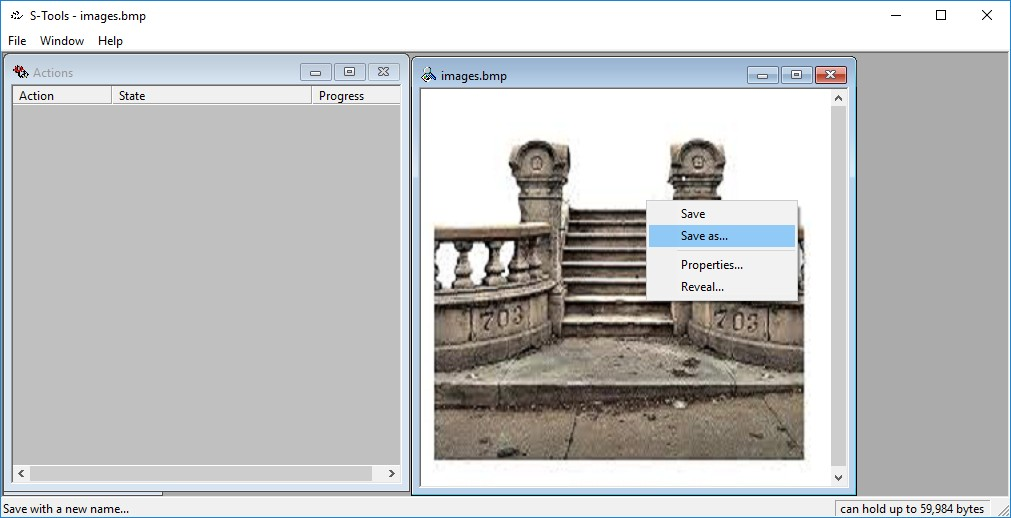 S-Tools - images.bmp
File Window Help
Actions
Action State Progress
images.bmp
703 703
Save
Save as...
Properties...
Reveal...
Save with a new name...
can hold up to 59,984 bytes